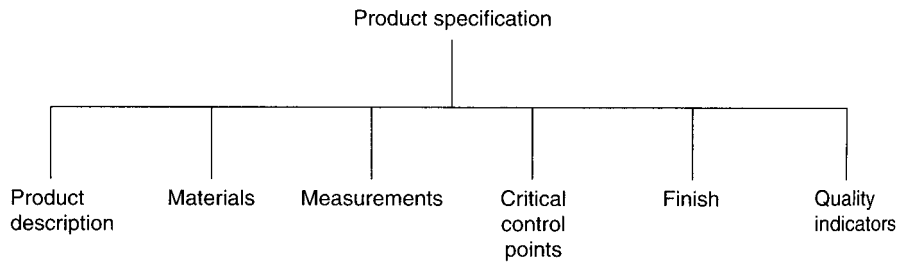 Product specification
Product
description
Materials
Measurements
Critical
control
points
Finish
Quality
indicators